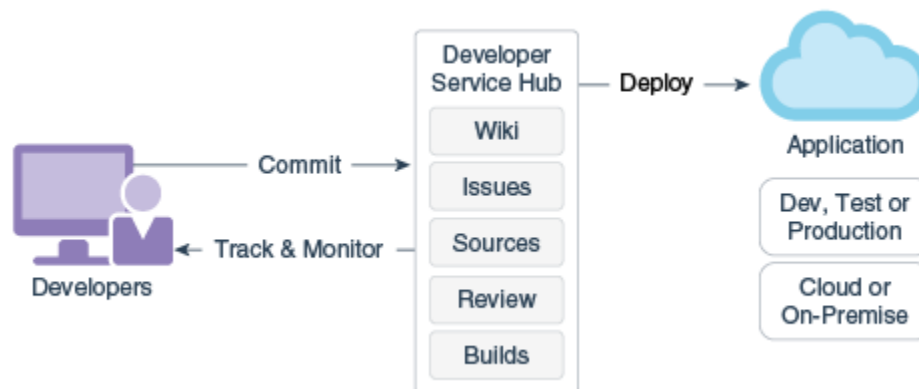 Developer
Service Hub
Wiki
Issues
Sources
Review
Builds
Commit
Track & Monitor
Developers
Deploy
Application
Dev, Test or
Production
Cloud or
On-Premise